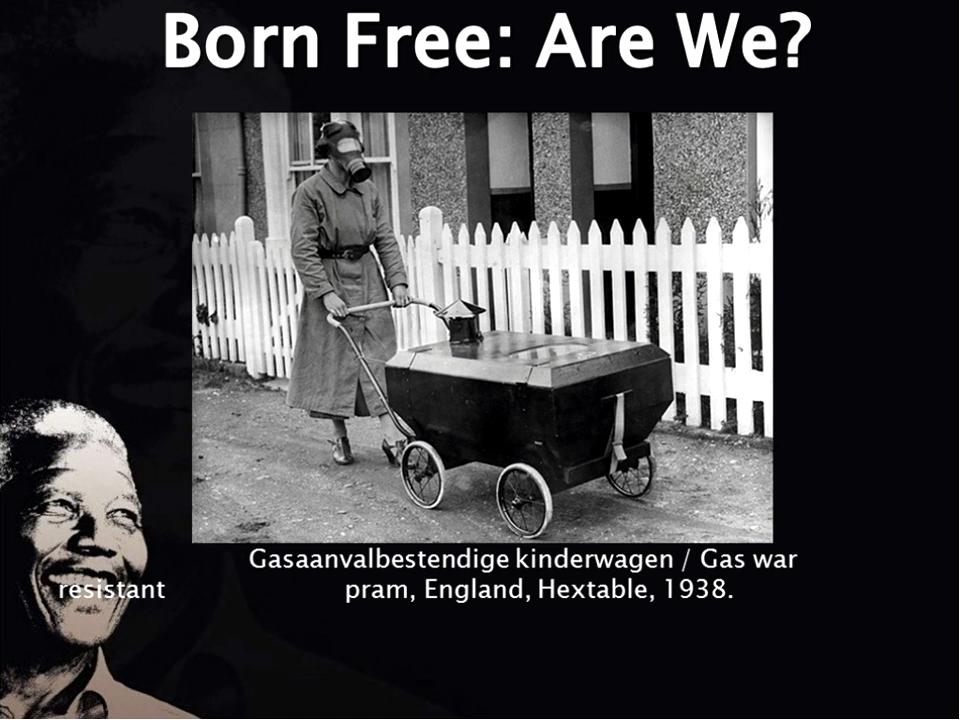 Born Free: Are We?
Gasaanvalbestendige kinderwagen / Gas war
resistant pram, England, Hextable, 1938.